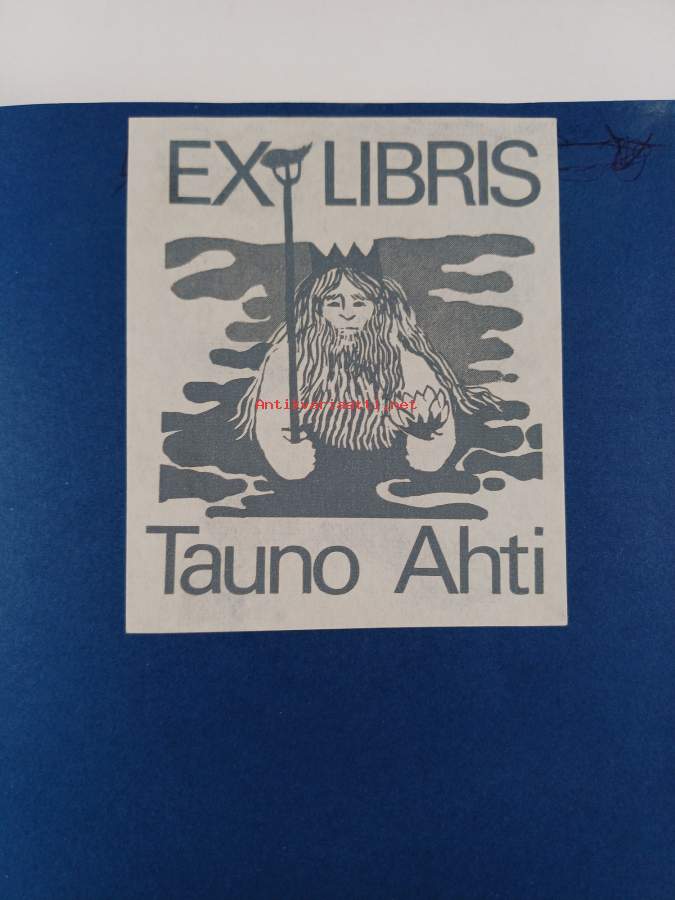 EX LIBRIS
Antikvariaatti.net
Tauno Ahti